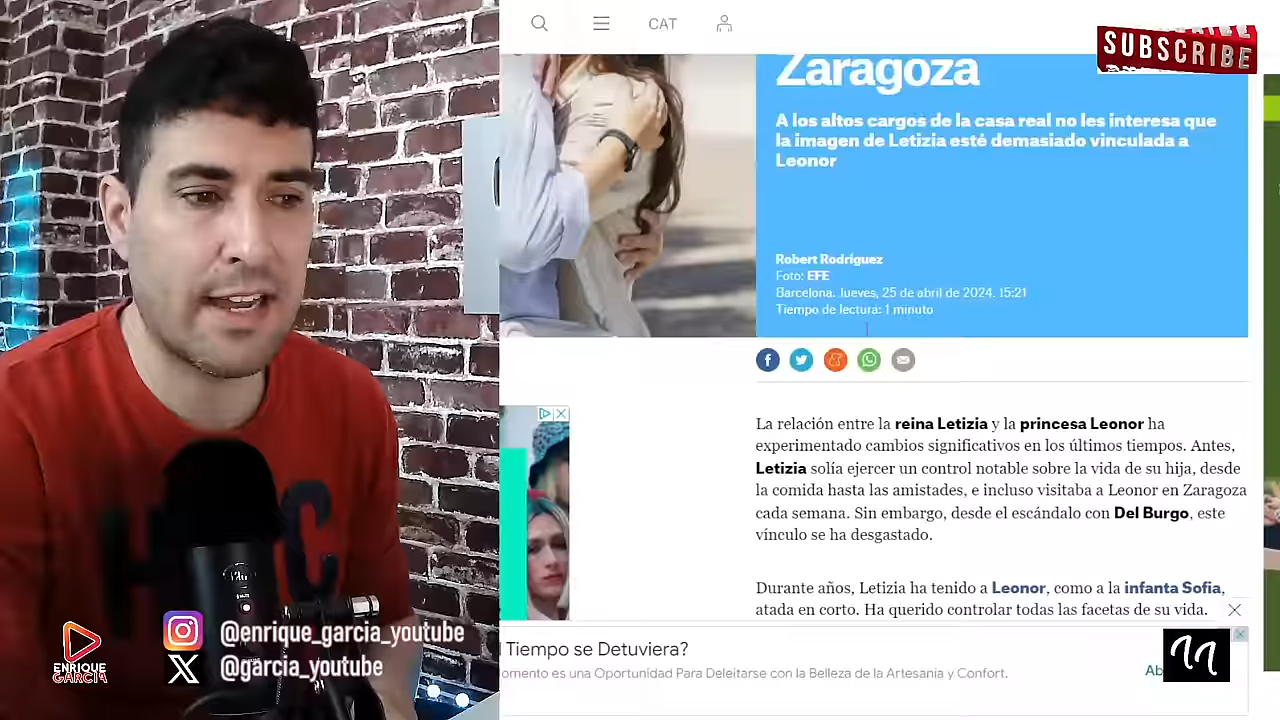 CAT
SUBSCRIBE
Zaragoza
A los altos cargos de la casa real no les interesa que
la imagen de Letizia esté demasiado vinculada a
Leonor
Robert Rodríguez
Foto: EFE
Barcelona. Jueves, 25 de abril de 2024. 15:21
Tiempo de lectura: 1 minuto
La relación entre la reina Letizia y la princesa Leonor ha
experimentado cambios significativos en los últimos tiempos. Antes,
Letizia solía ejercer un control notable sobre la vida de su hija, desde
la comida hasta las amistades, e incluso visitaba a Leonor en Zaragoza
cada semana. Sin embargo, desde el escándalo con Del Burgo, este
vínculo se ha desgastado.
Durante años, Letizia ha tenido a Leonor, como a la infanta Sofia,
atada en corto. Ha querido controlar todas las facetas de su vida.
Tiempo se Detuviera?
omento es una Oportunidad Para Deleitarse con la Belleza de la Artesania y Confort.
Ab
@enrique_garcia_youtube
@garcia_youtube
ENRIQUE
GARCIA